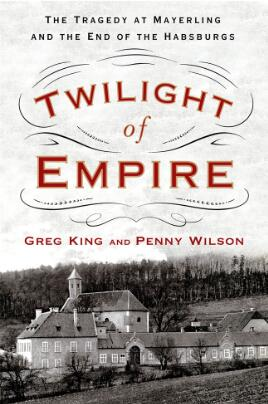 THE TRAGEDY AT MAYERLING
AND THE END OF THE HABSBURGS
TWILIGHT
of
EMPIRE
GREG KING AND PENNY WILSON